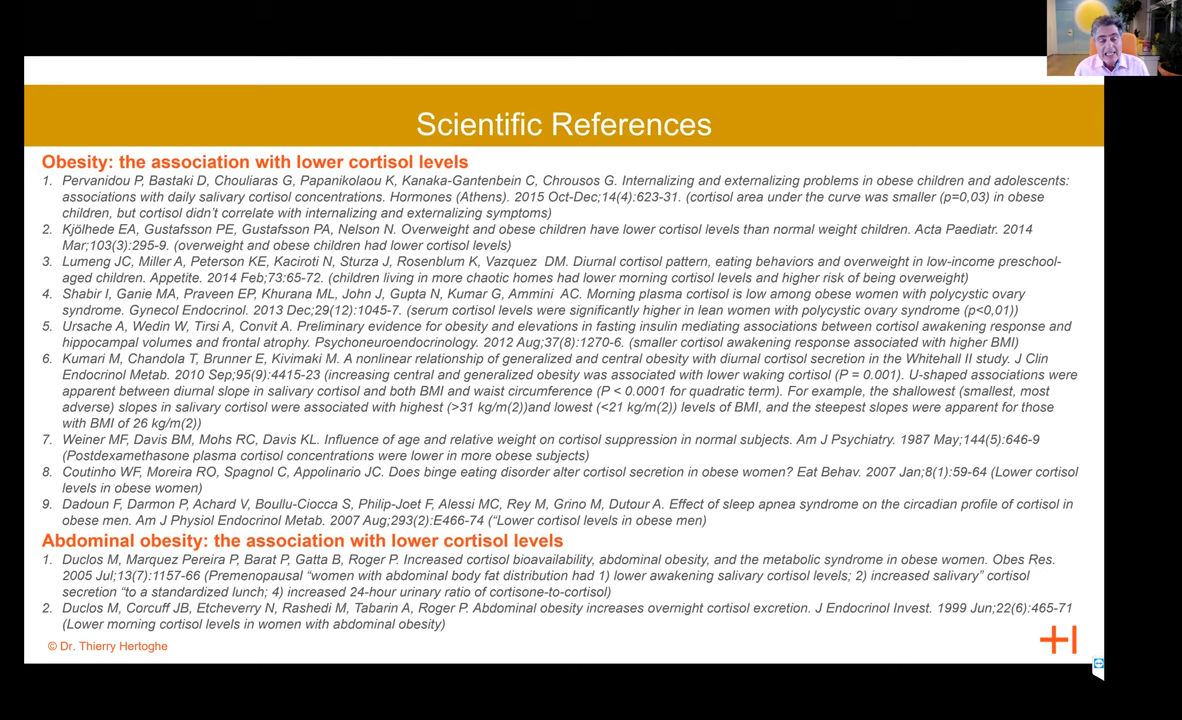 Scientific References
Obesity: the association with lower cortisol levels
1. Pervanidou P, Bastaki D, Chouliaras G, Papanikolaou K, Kanaka-Gantenbein C, Chrousos G. Internalizing and externalizing problems in obese children and adolescents:
associations with daily salivary cortisol concentrations. Hormones (Athens). 2015 Oct-Dec;14(4):623-31. (cortisol area under the curve was smaller (p=0,03) in obese
children, but cortisol didn't correlate with internalizing and externalizing symptoms)
2. Kjölhede EA, Gustafsson PE, Gustafsson PA, Nelson N. Overweight and obese children have lower cortisol levels than normal weight children. Acta Paediatr. 2014
Mar;103(3):295-9. (overweight and obese children had lower cortisol levels)
3. Lumeng JC, Miller A, Peterson KE, Kaciroti N, Sturza J, Rosenblum K, Vazquez DM. Diurnal cortisol pattern, eating behaviors and overweight in low-income preschool-
aged children. Appetite. 2014 Feb;73:65-72. (children living in more chaotic homes had lower morning cortisol levels and higher risk of being overweight)
4. Shabir I, Ganie MA, Praveen EP, Khurana ML, John J, Gupta N, Kumar G, Ammini AC. Morning plasma cortisol is low among obese women with polycystic ovary
syndrome. Gynecol Endocrinol. 2013 Dec;29(12):1045-7. (serum cortisol levels were significantly higher in lean women with polycystic ovary syndrome (p<0,01))
5. Ursache A, Wedin W, Tirsi A, Convit A. Preliminary evidence for obesity and elevations in fasting insulin mediating associations between cortisol awakening response and
hippocampal volumes and frontal atrophy. Psychoneuroendocrinology. 2012 Aug;37(8):1270-6. (smaller cortisol awakening response associated with higher BMI)
6. Kumari M, Chandola T, Brunner E, Kivimaki M. A nonlinear relationship of generalized and central obesity with diurnal cortisol secretion in the Whitehall II study. J Clin
Endocrinol Metab. 2010 Sep;95(9):4415-23 (increasing central and generalized obesity was associated with lower waking cortisol (P = 0.001). U-shaped associations were
apparent between diurnal slope in salivary cortisol and both BMI and waist circumference (P < 0.0001 for quadratic term). For example, the shallowest (smallest, most
adverse) slopes in salivary cortisol were associated with highest (>31 kg/m(2))and lowest (<21 kg/m(2)) levels of BMI, and the steepest slopes were apparent for those
with BMI of 26 kg/m(2))
7. Weiner MF, Davis BM, Mohs RC, Davis KL. Influence of age and relative weight on cortisol suppression in normal subjects. Am J Psychiatry. 1987 May;144(5):646-9
(Postdexamethasone plasma cortisol concentrations were lower in more obese subjects)
8. Coutinho WF, Moreira RO, Spagnol C, Appolinario JC. Does binge eating disorder alter cortisol secretion in obese women? Eat Behav. 2007 Jan;8(1):59-64 (Lower cortisol
levels in obese women)
9. Dadoun F, Darmon P, Achard V, Boullu-Ciocca S, Philip-Joet F, Alessi MC, Rey M, Grino M, Dutour A. Effect of sleep apnea syndrome on the circadian profile of cortisol in
obese men. Am J Physiol Endocrinol Metab. 2007 Aug;293(2):E466-74 ("Lower cortisol levels in obese men)
Abdominal obesity: the association with lower cortisol levels
1. Duclos M, Marquez Pereira P, Barat P, Gatta B, Roger P. Increased cortisol bioavailability, abdominal obesity, and the metabolic syndrome in obese women. Obes Res.
2005 Jul;13(7):1157-66 (Premenopausal "women with abdominal body fat distribution had 1) lower awakening salivary cortisol levels; 2) increased salivary" cortisol
secretion "to a standardized lunch; 4) increased 24-hour urinary ratio of cortisone-to-cortisol)
2. Duclos M, Corcuff JB, Etcheverry N, Rashedi M, Tabarin A, Roger P. Abdominal obesity increases overnight cortisol excretion. J Endocrinol Invest. 1999 Jun;22(6):465-71
(Lower morning cortisol levels in women with abdominal obesity)
© Dr. Thierry Hertoghe